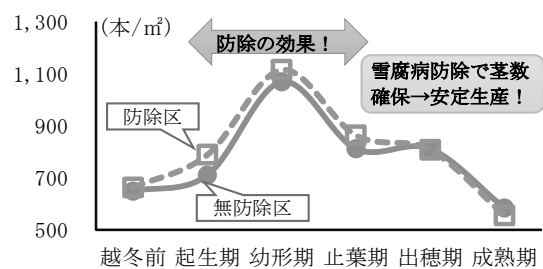 1,300
(本/㎡)
防除の効果！
1,100
雪腐病防除で茎数
確保→安定生産！
900
防除区
700
無防除区
500
越冬前 起生期 幼形期 止葉期 出穂期 成熟期